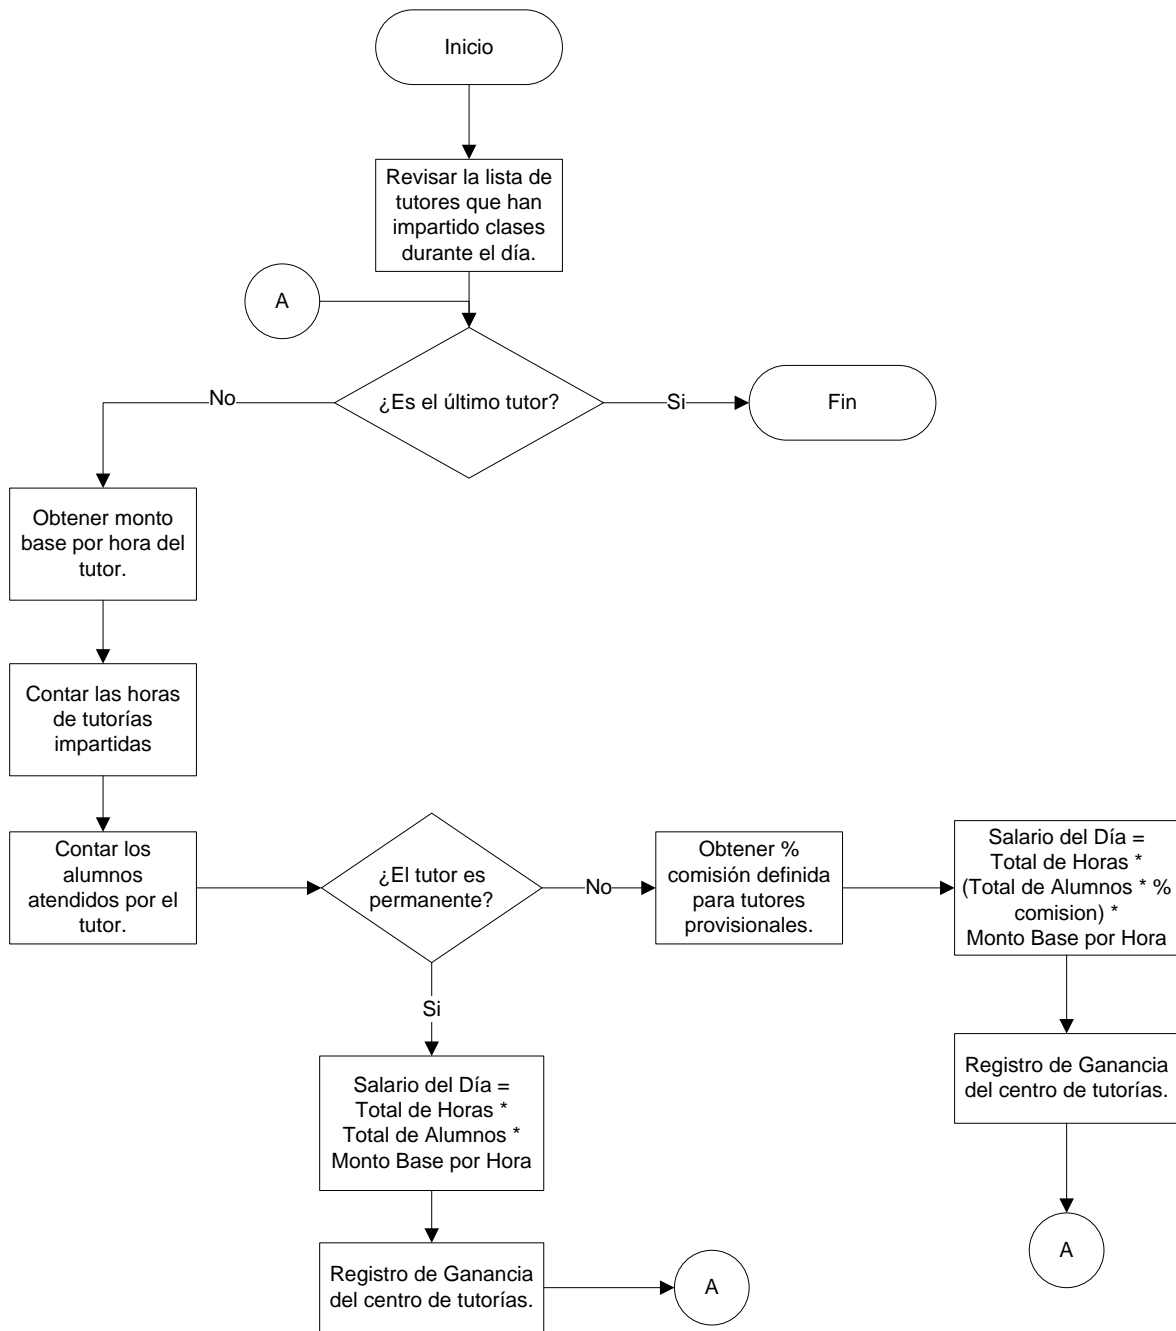 Inicio
Revisar la lista de
tutores que han
impartido clases
durante el día.
A
¿Es el último tutor?
No
Si
Fin
Obtener monto
base por hora del
tutor.
Contar las horas
de tutorías
impartidas
Contar los
alumnos
atendidos por el
tutor.
¿El tutor es
permanente?
No
Obtener %
comisión definida
para tutores
provisionales.
Salario del Día =
Total de Horas *
(Total de Alumnos * %
comision) *
Monto Base por Hora
Si
Salario del Día =
Total de Horas *
Total de Alumnos *
Monto Base por Hora
Registro de Ganancia
del centro de tutorías.
A
Registro de Ganancia
del centro de tutorías.
A